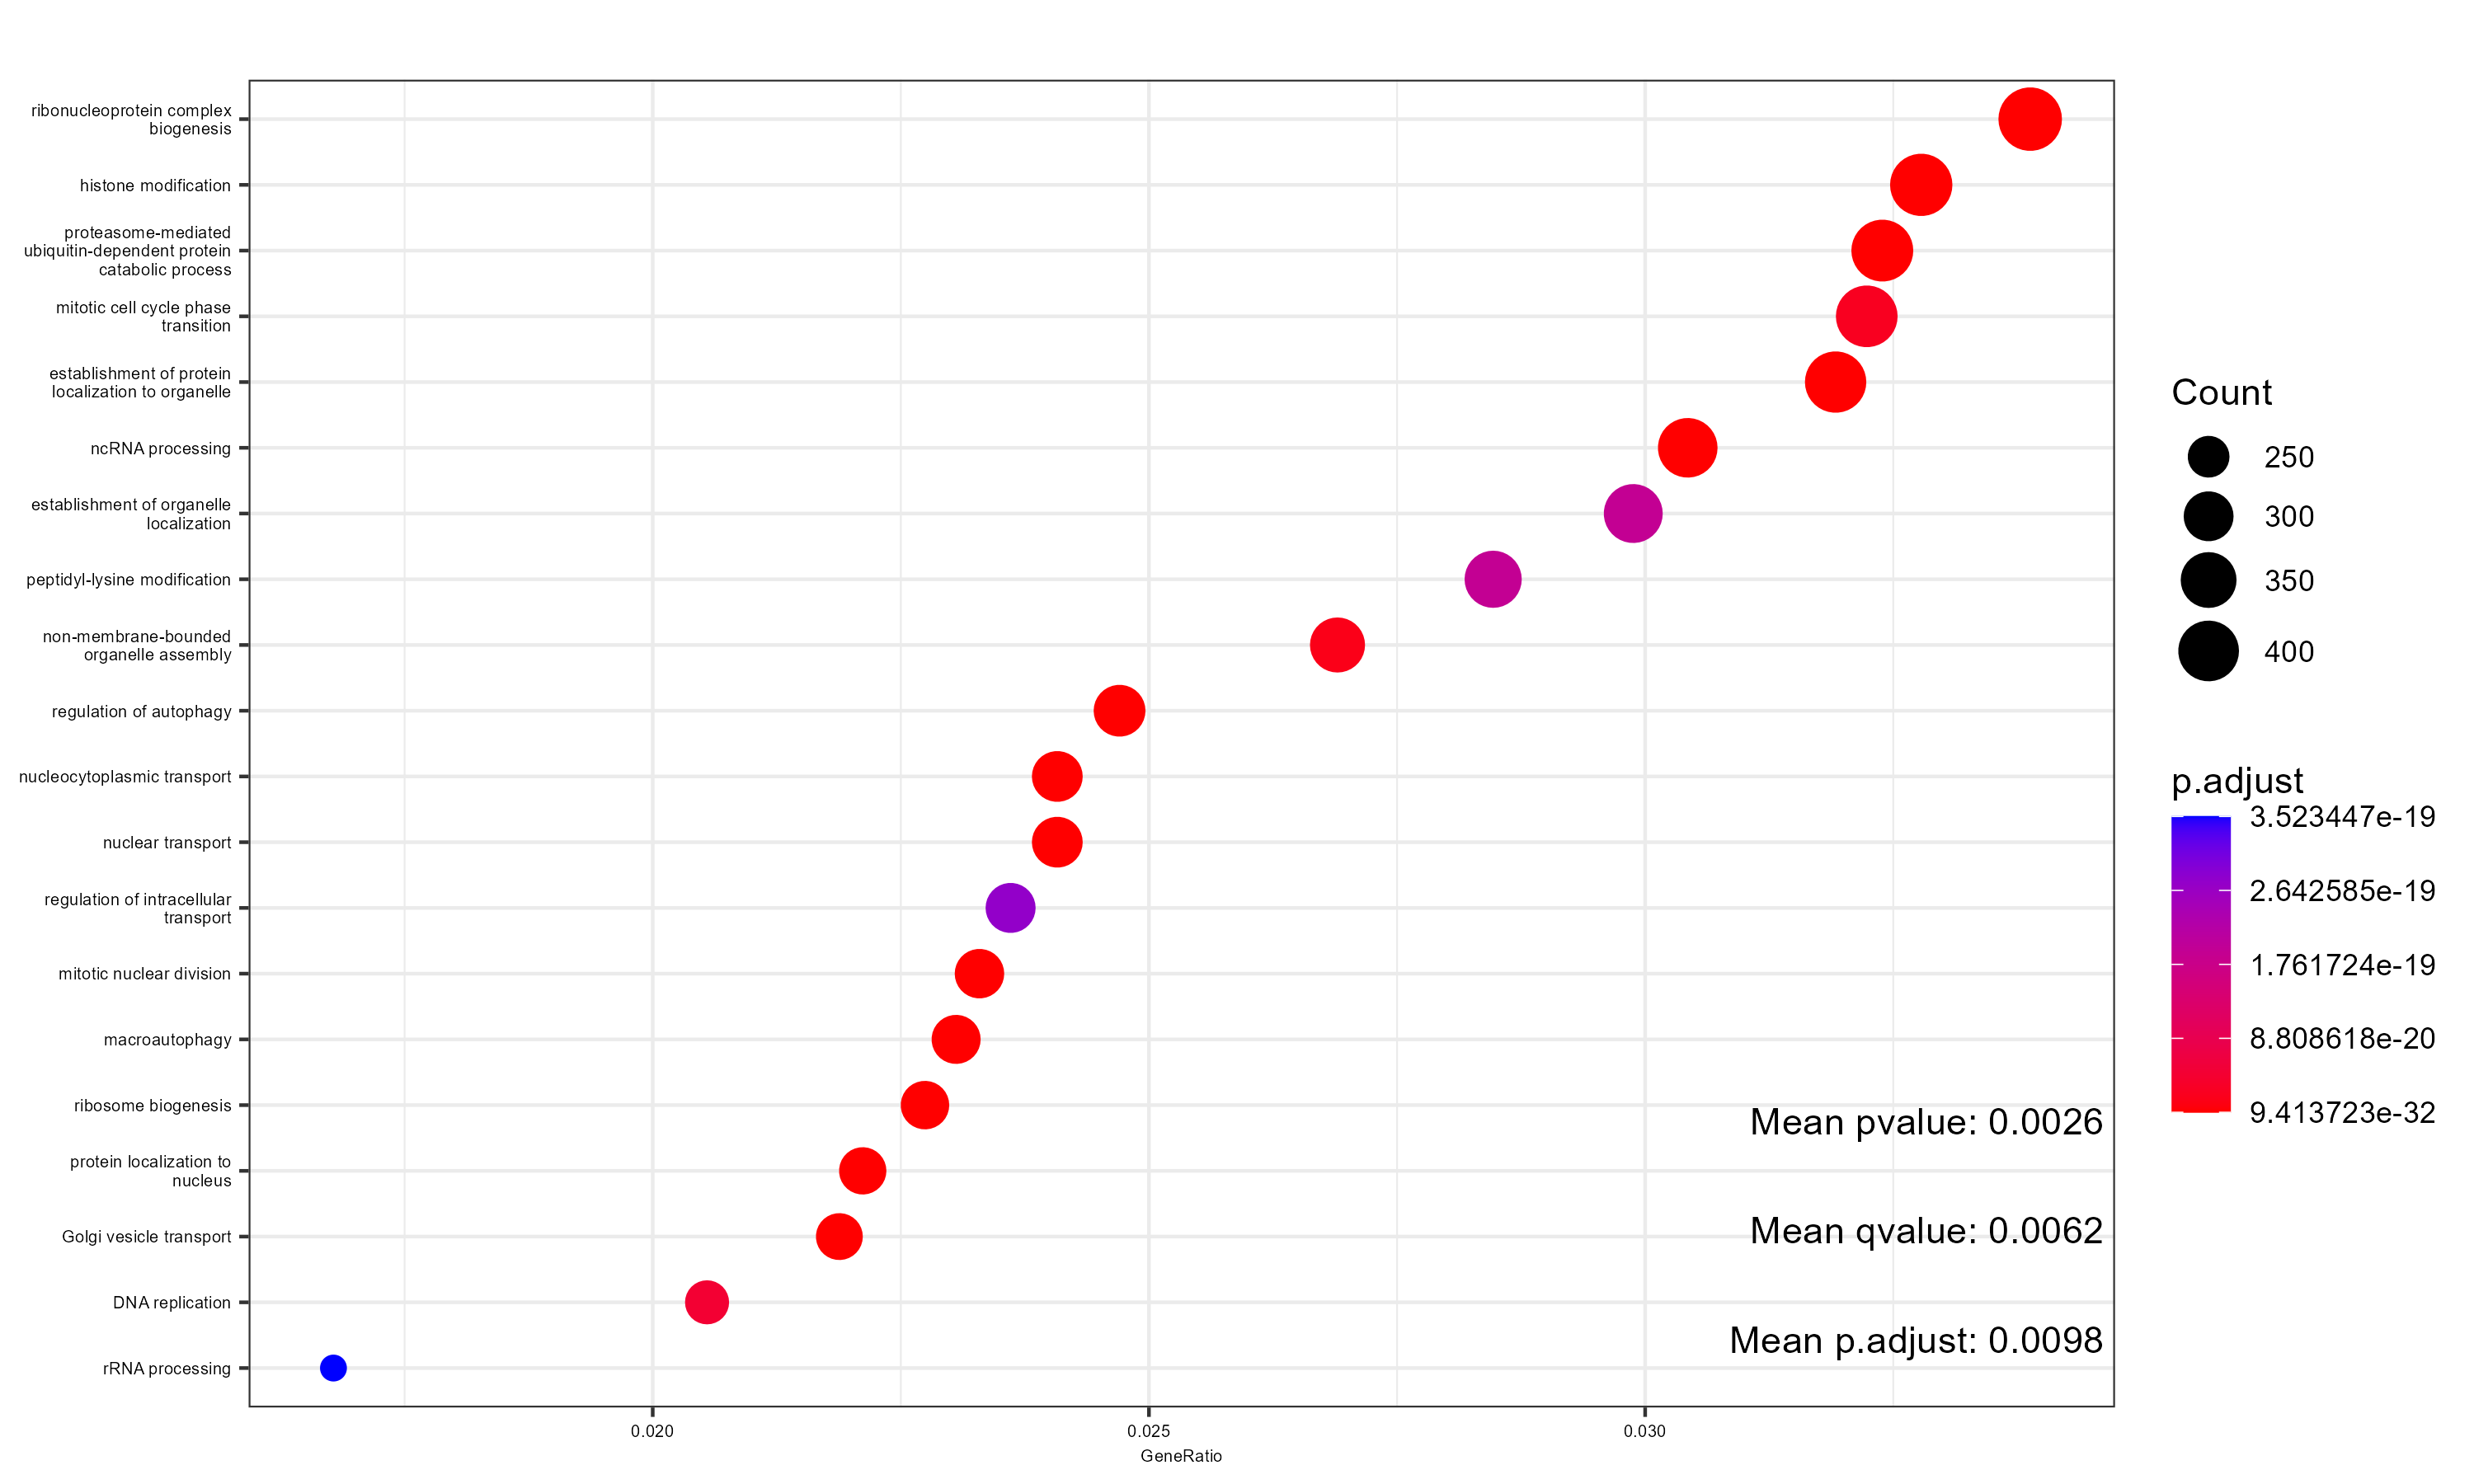 ribonucleoprotein complex
biogenesis
histone modification
proteasome-mediated
ubiquitin-dependent protein
catabolic process
mitotic cell cycle phase
transition
establishment of protein
localization to organelle
ncRNA processing
establishment of organelle
localization
peptidyl-lysine modification
non-membrane-bounded
organelle assembly
regulation of autophagy
nucleocytoplasmic transport
nuclear transport
regulation of intracellular
transport
mitotic nuclear division
macroautophagy
ribosome biogenesis
protein localization to
nucleus
Golgi vesicle transport
DNA replication
rRNA processing
Mean pvalue: 0.0026
Mean qvalue: 0.0062
Mean p.adjust: 0.0098
0.020
0.025
0.030
GeneRatio
Count
250
300
350
400
p.adjust
3.523447e-19
2.642585e-19
1.761724e-19
8.808618e-20
9.413723e-32